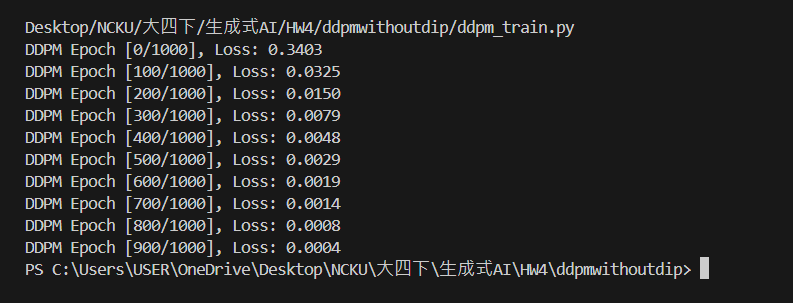 Desktop/NCKU/大四下/生成式AI/HW4/ddpmwithoutdip/ddpm_train.py
DDPM Epoch [0/1000], Loss: 0.3403
DDPM Epoch [100/1000], Loss: 0.0325
DDPM Epoch [200/1000], Loss: 0.0150
DDPM Epoch [300/1000], Loss: 0.0079
DDPM Epoch [400/1000], Loss: 0.0048
DDPM Epoch [500/1000], Loss: 0.0029
DDPM Epoch [600/1000], Loss: 0.0019
DDPM Epoch [700/1000], Loss: 0.0014
DDPM Epoch [800/1000], Loss: 0.0008
DDPM Epoch [900/1000], Loss: 0.0004
PS C:\Users\USER\OneDrive\Desktop\NCKU\大四下\生成式AI\HW4\ddpmwithoutdip>